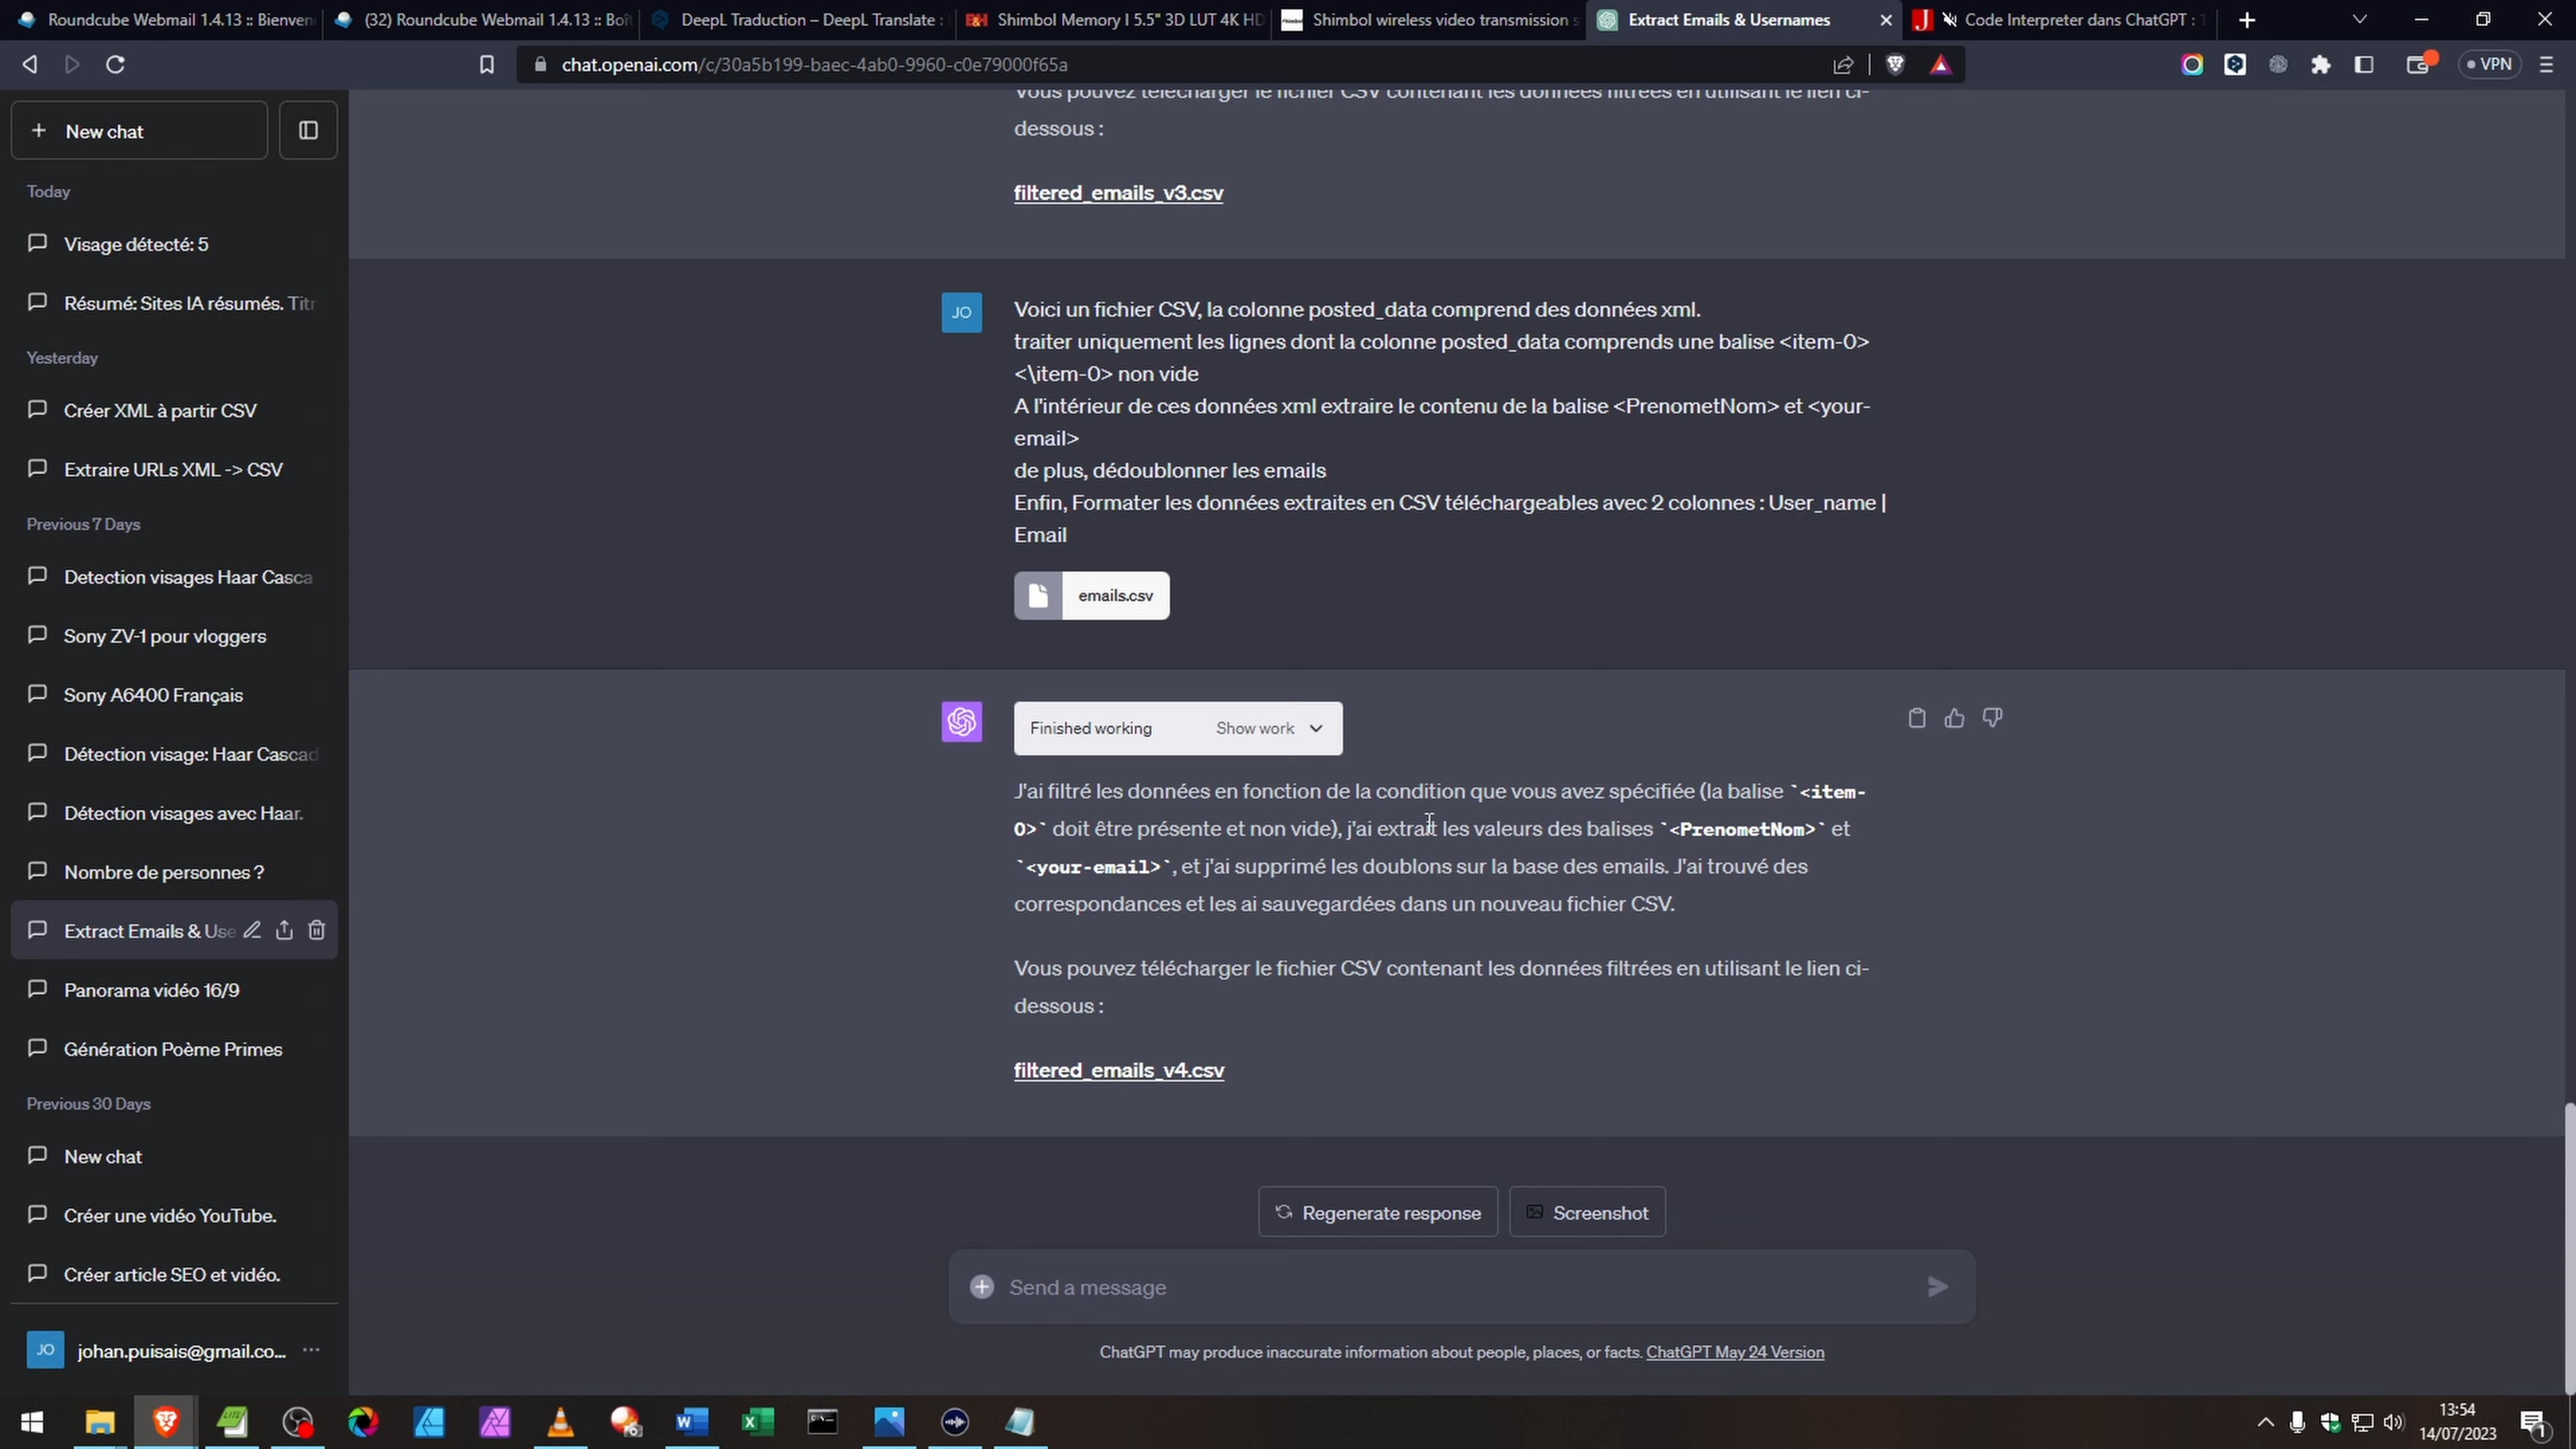 Roundcube Webmail 1.4.13 :: Bienvenu
(32) Roundcube Webmail 1.4.13 :: Boît
DeepL Traduction – DeepL Translate :
B&H Shimbol Memory I 5.5" 3D LUT 4K HD
Shimbol wireless video transmission s
Extract Emails & Usernames
Code Interpreter dans ChatGPT :
chat.openai.com/c/30a5b199-baec-4ab0-9960-c0e79000f65a
VPN
New chat
Today
Visage détecté: 5
Résumé: Sites IA résumés. Titr
Yesterday
Créer XML à partir CSV
Extraire URLs XML -> CSV
Previous 7 Days
Detection visages Haar Casca
Sony ZV-1 pour vloggers
Sony A6400 Français
Détection visage: Haar Cascad
Détection visages avec Haar.
Nombre de personnes ?
Extract Emails & Use
Panorama vidéo 16/9
Génération Poème Primes
Previous 30 Days
New chat
Créer une vidéo YouTube.
Créer article SEO et vidéo.
JO johan.puisais@gmail.co... ...
Vous pouvez télécharger le fichier CSV contenant les données filtrées en utilisant le lien ci-
dessous :
filtered_emails_v3.csv
JO
Voici un fichier CSV, la colonne posted_data comprend des données xml.
traiter uniquement les lignes dont la colonne posted_data comprends une balise <item-0>
<\item-0> non vide
A l'intérieur de ces données xml extraire le contenu de la balise <PrenometNom> et <your-
email>
de plus, dédoublonner les emails
Enfin, Formater les données extraites en CSV téléchargeables avec 2 colonnes : User_name |
Email
emails.csv
Finished working Show work
J'ai filtré les données en fonction de la condition que vous avez spécifiée (la balise `<item-
0>` doit être présente et non vide), j'ai extrait les valeurs des balises `<PrenometNom>` et
`<your-email>`, et j'ai supprimé les doublons sur la base des emails. J'ai trouvé des
correspondances et les ai sauvegardées dans un nouveau fichier CSV.
Vous pouvez télécharger le fichier CSV contenant les données filtrées en utilisant le lien ci-
dessous :
filtered_emails_v4.csv
Regenerate response
Screenshot
Send a message
ChatGPT may produce inaccurate information about people, places, or facts. ChatGPT May 24 Version
13:54
14/07/2023
1